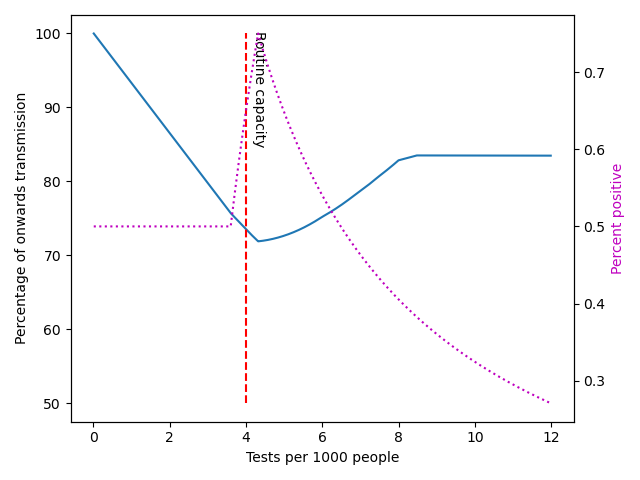 Routine capacity
100
90
80
70
60
50
Percentage of onwards transmission
0.7
0.6
0.5
0.4
0.3
Percent positive
0 2 4 6 8 10 12
Tests per 1000 people